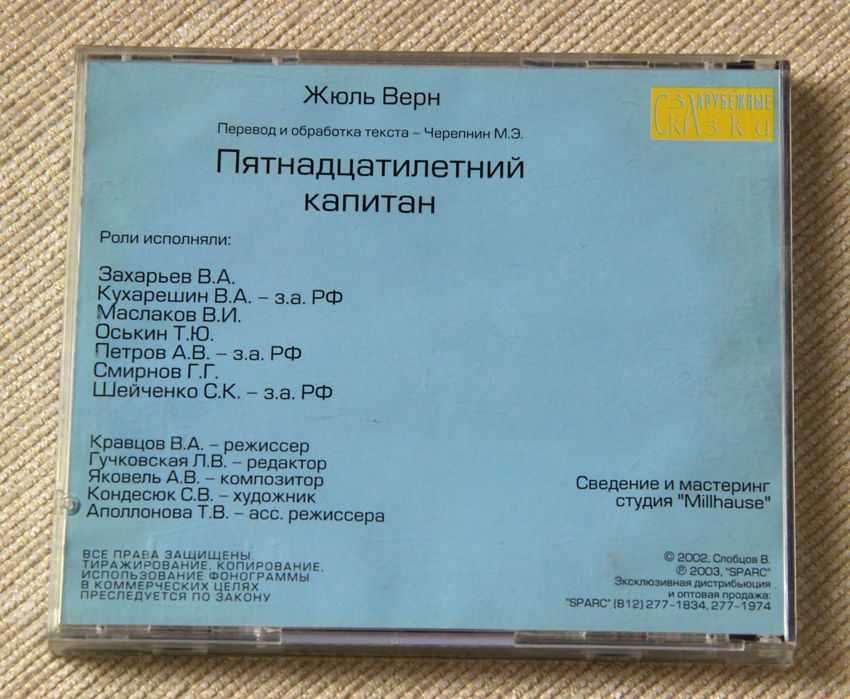 Жюль Верн
ЗАРУБЕЖНЫЕ
СКАЗКИ
Перевод и обработка текста – Черепнин М.Э.
Пятнадцатилетний
капитан
Роли исполняли:
Захарьев В.А.
Кухарешин В.А. – з.а. РФ
Маслаков В.И.
Оськин Т.Ю.
Петров А.В. – з.а. РФ
Смирнов Г.Г.
Шейченко С.К. – з.а. РФ
Кравцов В.А. – режиссер
Гучковская Л.В. – редактор
Яковель А.В. – композитор
Кондесюк С.В. – художник
Аполлонова Т.В. – асс. режиссера
Сведение и мастеринг
студия "Millhause"
ВСЕ ПРАВА ЗАЩИЩЕНЫ.
ТИРАЖИРОВАНИЕ, КОПИРОВАНИЕ,
ИСПОЛЬЗОВАНИЕ ФОНОГРАММЫ
В КОММЕРЧЕСКИХ ЦЕЛЯХ
ПРЕСЛЕДУЕТСЯ ПО ЗАКОНУ
© 2002, Слобцов В.
℗ 2003, "SPARC"
Эксклюзивная дистрибьюция
и оптовая продажа:
"SPARC" (812) 277-1834, 277-1974